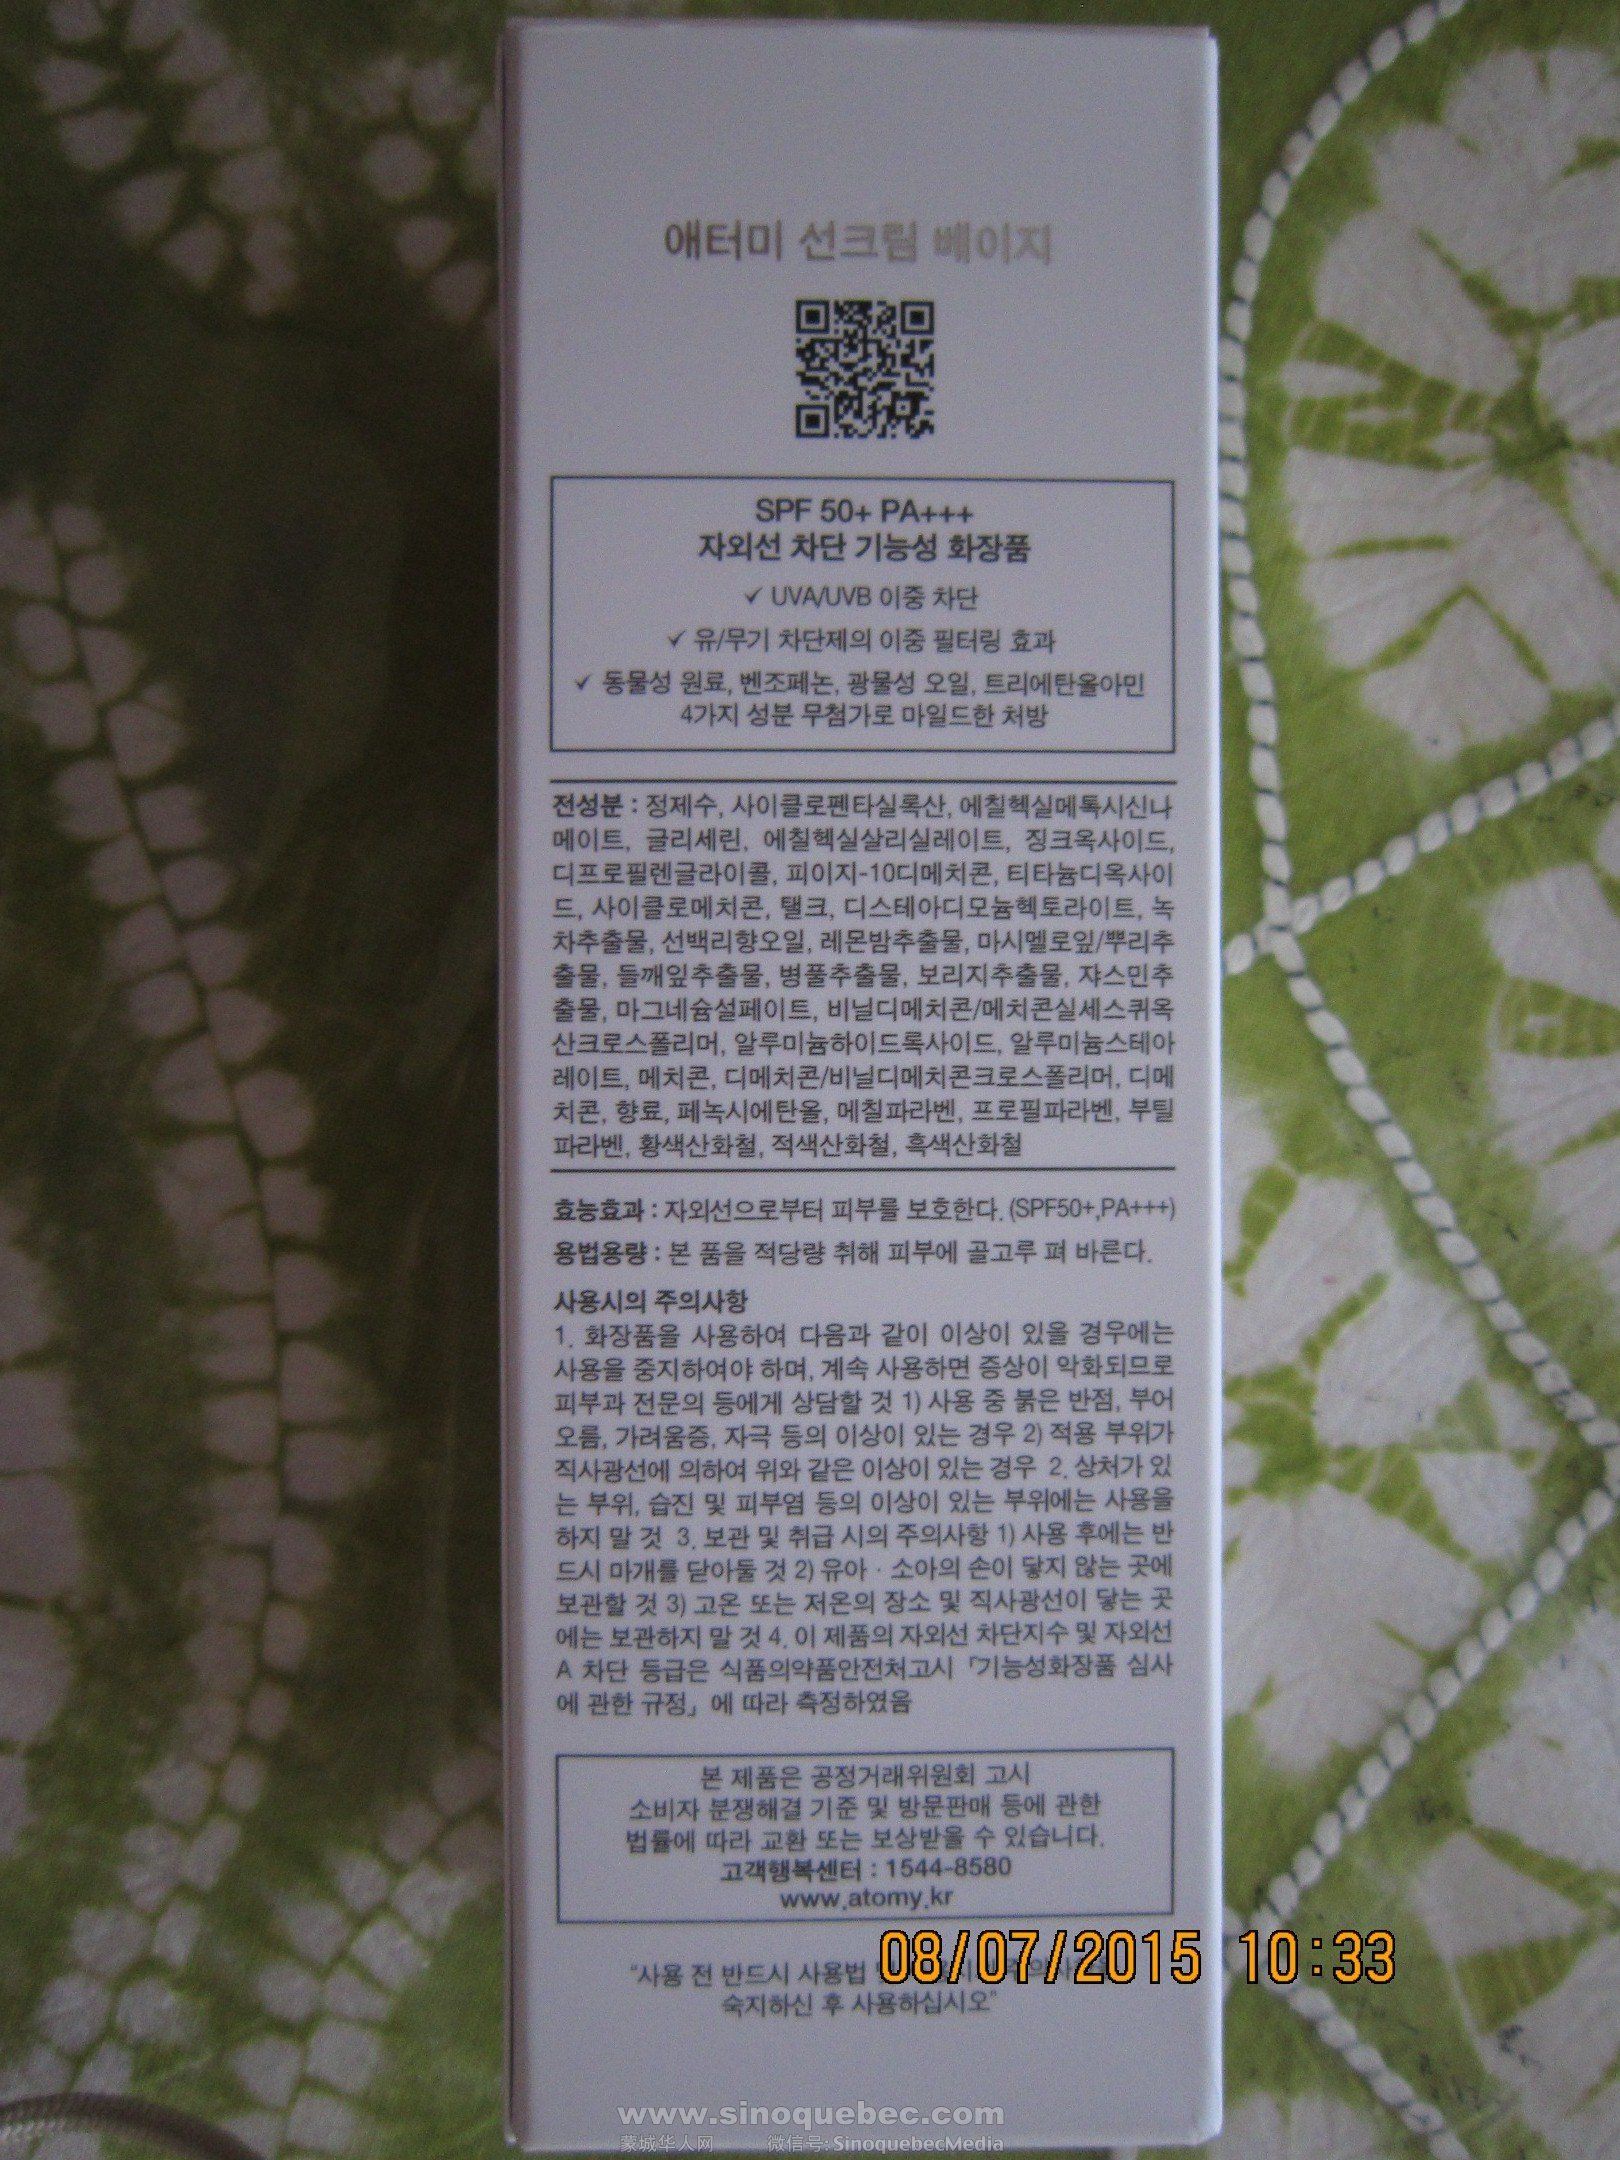 애터미 선크림 베이지
SPF 50+ PA+++
자외선 차단 기능성 화장품
✓ UVA/UVB 이중 차단
✓ 유/무기 차단제의 이중 필터링 효과
✓ 동물성 원료, 벤조페논, 광물성 오일, 트리에탄올아민
4가지 성분 무첨가로 마일드한 처방
전성분 : 정제수, 사이클로펜타실록산, 에칠헥실메톡시신나
메이트, 글리세린, 에칠헥실살리실레이트, 징크옥사이드,
디프로필렌글라이콜, 피이지-10디메치콘, 티타늄디옥사이
드, 사이클로메치콘, 탤크, 디스테아디모늄헥토라이트, 녹
차추출물, 선백리향오일, 레몬밤추출물, 마시멜로잎/뿌리추
출물, 들깨잎추출물, 병풀추출물, 보리지추출물, 쟈스민추
출물, 마그네슘설페이트, 비닐디메치콘/메치콘실세스퀴옥
산크로스폴리머, 알루미늄하이드록사이드, 알루미늄스테아
레이트, 메치콘, 디메치콘/비닐디메치콘크로스폴리머, 디메
치콘, 향료, 페녹시에탄올, 메칠파라벤, 프로필파라벤, 부틸
파라벤, 황색산화철, 적색산화철, 흑색산화철
효능효과 : 자외선으로부터 피부를 보호한다. (SPF50+,PA+++)
용법용량 : 본 품을 적당량 취해 피부에 골고루 펴 바른다.
사용시의 주의사항
1. 화장품을 사용하여 다음과 같이 이상이 있을 경우에는
사용을 중지하여야 하며, 계속 사용하면 증상이 악화되므로
피부과 전문의 등에게 상담할 것 1) 사용 중 붉은 반점, 부어
오름, 가려움증, 자극 등의 이상이 있는 경우 2) 적용 부위가
직사광선에 의하여 위와 같은 이상이 있는 경우 2. 상처가 있
는 부위, 습진 및 피부염 등의 이상이 있는 부위에는 사용을
하지 말 것 3. 보관 및 취급 시의 주의사항 1) 사용 후에는 반
드시 마개를 닫아둘 것 2) 유아 · 소아의 손이 닿지 않는 곳에
보관할 것 3) 고온 또는 저온의 장소 및 직사광선이 닿는 곳
에는 보관하지 말 것 4. 이 제품의 자외선 차단지수 및 자외선
A 차단 등급은 식품의약품안전처고시 「기능성화장품 심사
에 관한 규정」 에 따라 측정하였음
본 제품은 공정거래위원회 고시
소비자 분쟁해결 기준 및 방문판매 등에 관한
법률에 따라 교환 또는 보상받을 수 있습니다.
고객행복센터 : 1544-8580
www.atomy.kr
08/07/2015 10:33
“사용 전 반드시 사용법
숙지하신 후 사용하십시오”
www.sinoquebec.com
蒙城华人网 微信号: SinoquebecMedia